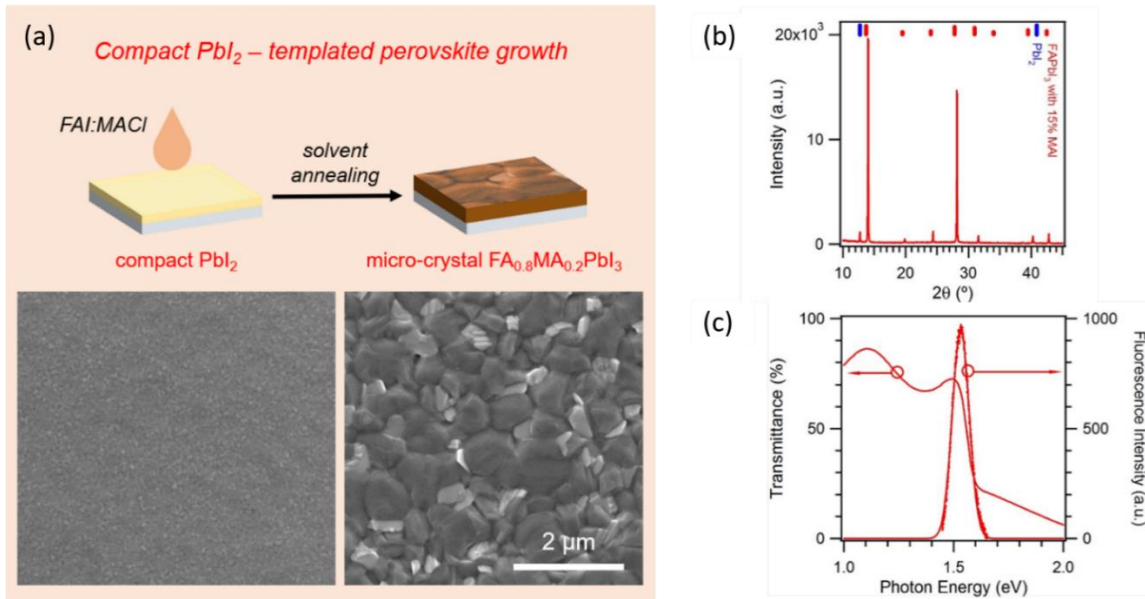 (a)
Compact PbI₂ – templated perovskite growth
FAI:MACl
solvent
annealing
compact PbI₂
micro-crystal FA₀.₈MA₀.₂PbI₃
2 µm
(b)
20x10³
10
0
Intensity (a.u.)
10
20
30
40
2θ (º)
PbI₂
FAPbI₃ with 15% MAI
(c)
100
50
0
Transmittance (%)
1000
500
0
Fluorescence Intensity (a.u.)
1.0
1.5
2.0
Photon Energy (eV)